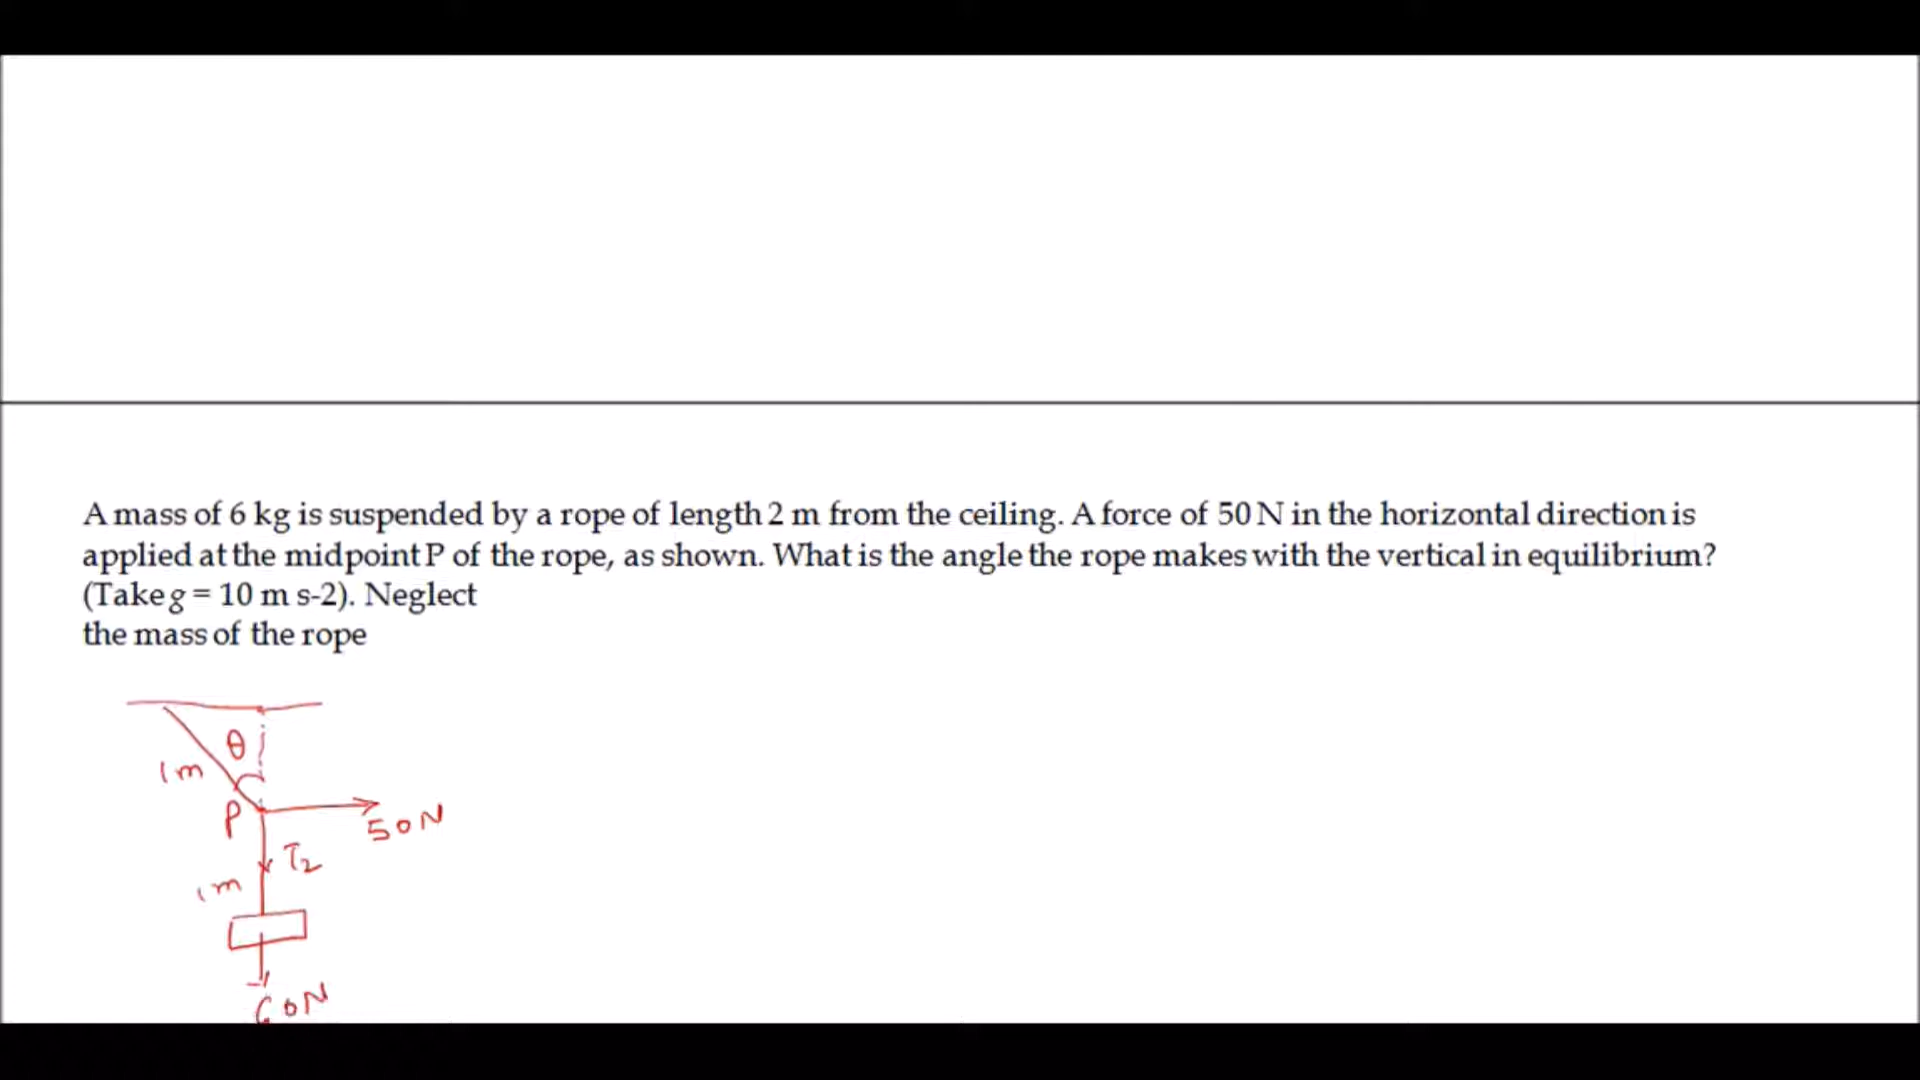 A mass of 6 kg is suspended by a rope of length 2 m from the ceiling. A force of 50 N in the horizontal direction is
applied at the midpoint P of the rope, as shown. What is the angle the rope makes with the vertical in equilibrium?
(Take g = 10 m s-2). Neglect
the mass of the rope
θ
1m
P
50N
T2
1m
60N